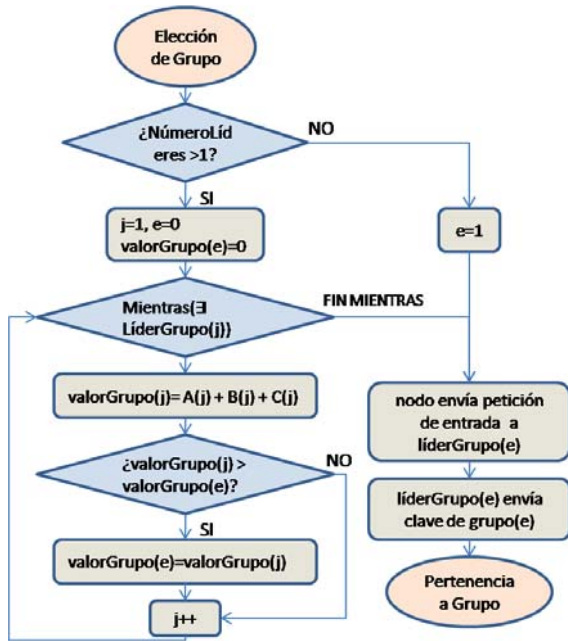 Elección
de Grupo
¿NúmeroLíd
eres >1?
NO
SI
j=1, e=0
valorGrupo(e)=0
e=1
Mientras(∃
LíderGrupo(j))
FIN MIENTRAS
valorGrupo(j)= A(j) + B(j) + C(j)
nodo envía petición
de entrada a
líderGrupo(e)
¿valorGrupo(j) >
valorGrupo(e)?
NO
líderGrupo(e) envía
clave de grupo(e)
SI
valorGrupo(e)=valorGrupo(j)
Pertenencia
a Grupo
j++